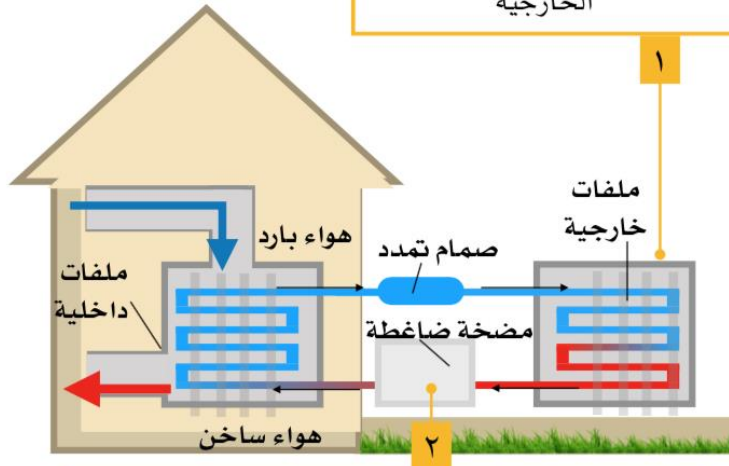 الخارجية
١
ملفات
خارجية
صمام تمدد
هواء بارد
ملفات
داخلية
مضخة ضاغطة
هواء ساخن
٢